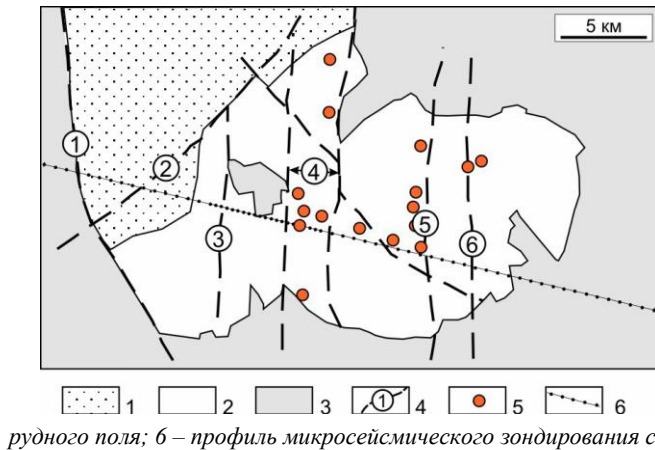 5 км
1
2
3
4
5
6
1 2 3 1 4 5 6
рудного поля; 6 – профиль микросейсмического зондирования с